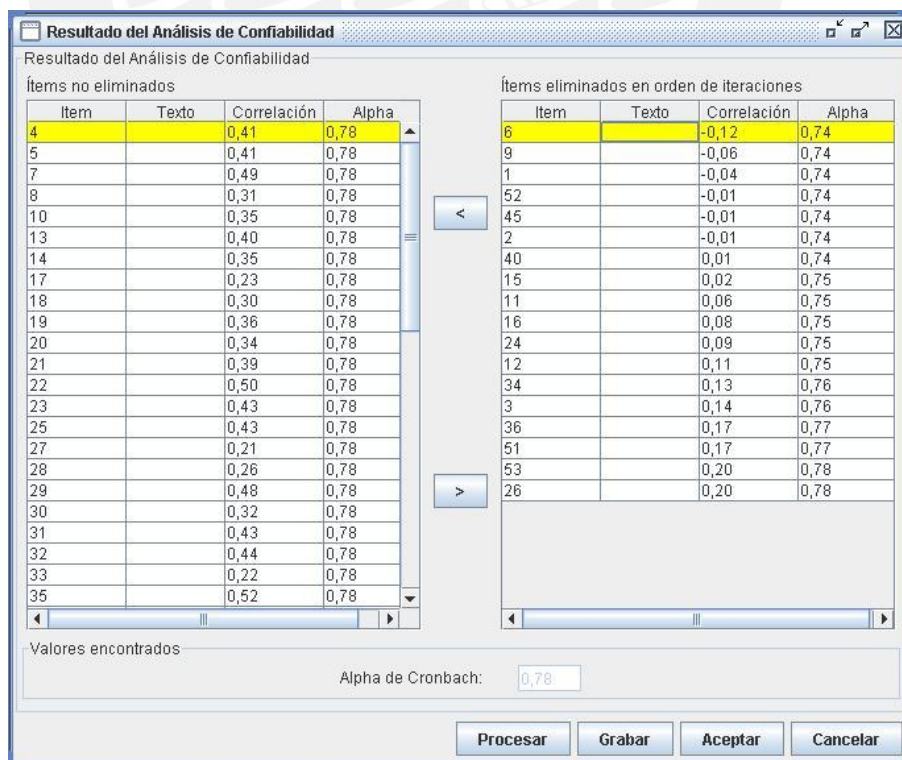 Resultado del Análisis de Confiabilidad
Resultado del Análisis de Confiabilidad
Ítems no eliminados
Item Texto Correlación Alpha
4 0,41 0,78
5 0,41 0,78
7 0,49 0,78
8 0,31 0,78
10 0,35 0,78
13 0,40 0,78
14 0,35 0,78
17 0,23 0,78
18 0,30 0,78
19 0,36 0,78
20 0,34 0,78
21 0,39 0,78
22 0,50 0,78
23 0,43 0,78
25 0,43 0,78
27 0,21 0,78
28 0,26 0,78
29 0,48 0,78
30 0,32 0,78
31 0,43 0,78
32 0,44 0,78
33 0,22 0,78
35 0,52 0,78
<
>
Ítems eliminados en orden de iteraciones
Item Texto Correlación Alpha
6 -0,12 0,74
9 -0,06 0,74
1 -0,04 0,74
52 -0,01 0,74
45 -0,01 0,74
2 -0,01 0,74
40 0,01 0,74
15 0,02 0,75
11 0,06 0,75
16 0,08 0,75
24 0,09 0,75
12 0,11 0,75
34 0,13 0,76
3 0,14 0,76
36 0,17 0,77
51 0,17 0,77
53 0,20 0,78
26 0,20 0,78
Valores encontrados
Alpha de Cronbach: 0,78
Procesar Grabar Aceptar Cancelar